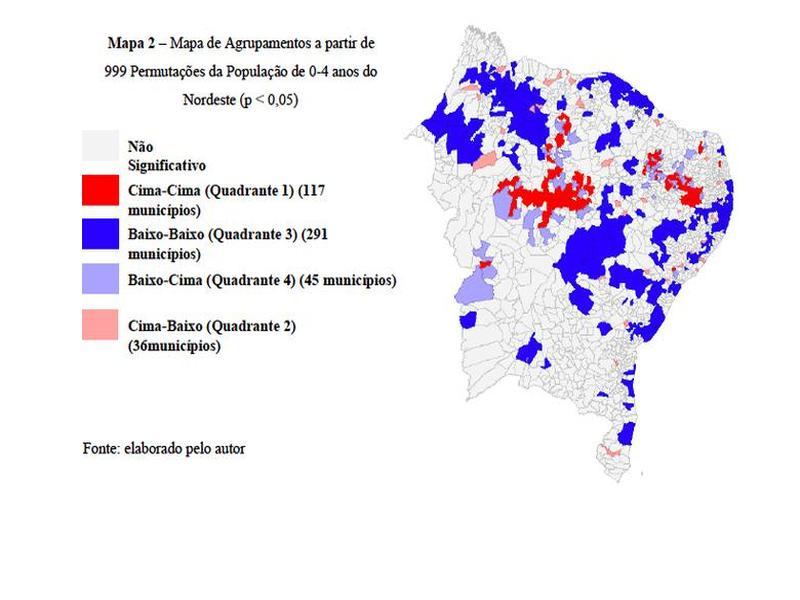 Mapa 2 – Mapa de Agrupamentos a partir de
999 Permutações da População de 0-4 anos do
Nordeste (p < 0,05)
Não
Significativo
Cima-Cima (Quadrante 1) (117
municípios)
Baixo-Baixo (Quadrante 3) (291
municípios)
Baixo-Cima (Quadrante 4) (45 municípios)
Cima-Baixo (Quadrante 2)
(36municípios)
Fonte: elaborado pelo autor